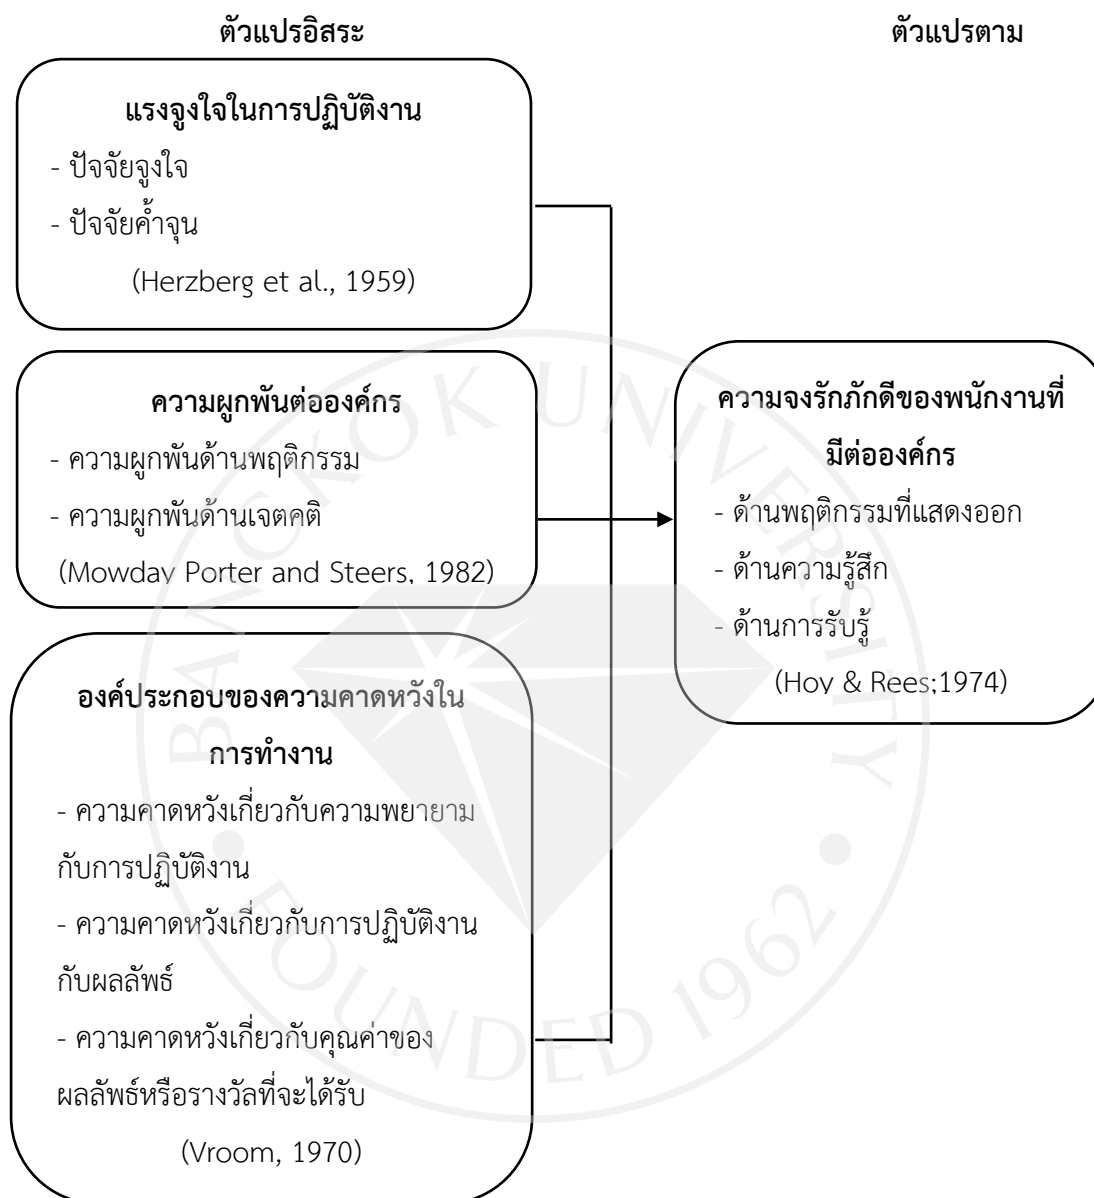 ตัวแปรอิสระ
ตัวแปรตาม
แรงจูงใจในการปฏิบัติงาน
- ปัจจัยจูงใจ
- ปัจจัยค้ำจุน
(Herzberg et al., 1959)
ความผูกพันต่อองค์กร
- ความผูกพันด้านพฤติกรรม
- ความผูกพันด้านเจตคติ
(Mowday Porter and Steers, 1982)
องค์ประกอบของความคาดหวังใน
การทำงาน
- ความคาดหวังเกี่ยวกับความพยายาม
กับการปฏิบัติงาน
- ความคาดหวังเกี่ยวกับการปฏิบัติงาน
กับผลลัพธ์
- ความคาดหวังเกี่ยวกับคุณค่าของ
ผลลัพธ์หรือรางวัลที่จะได้รับ
(Vroom, 1970)
ความจงรักภักดีของพนักงานที่
มีต่อองค์กร
- ด้านพฤติกรรมที่แสดงออก
- ด้านความรู้สึก
- ด้านการรับรู้
(Hoy & Rees;1974)
BANGKOK UNIVERSITY
FOUNDED 1962